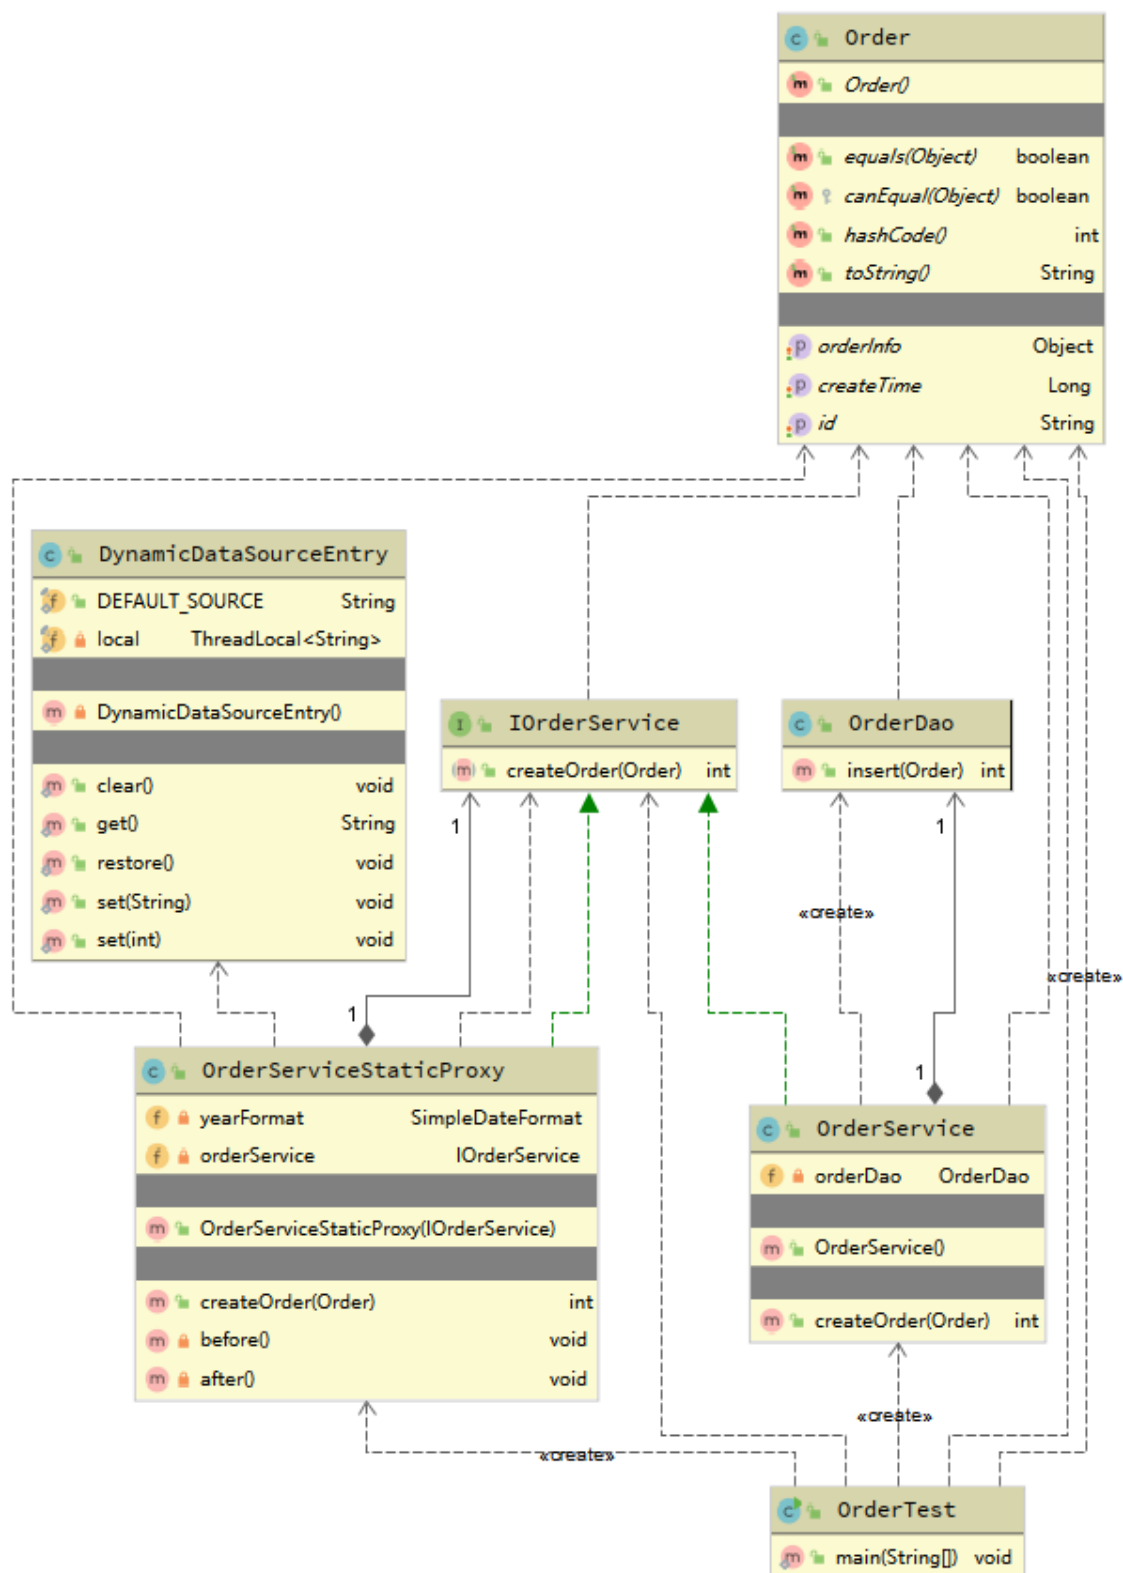 Order
Order()
equals(Object) boolean
canEqual(Object) boolean
hashCode() int
toString() String
orderInfo Object
createTime Long
id String
DynamicDataSourceEntry
DEFAULT_SOURCE String
local ThreadLocal<String>
DynamicDataSourceEntry()
clear() void
get() String
restore() void
set(String) void
set(int) void
IOrderService
createOrder(Order) int
OrderDao
insert(Order) int
1
1
«create»
«create»
1
1
OrderServiceStaticProxy
yearFormat SimpleDateFormat
orderService IOrderService
OrderServiceStaticProxy(IOrderService)
createOrder(Order) int
before() void
after() void
OrderService
orderDao OrderDao
OrderService()
createOrder(Order) int
«create»
«create»
OrderTest
main(String[]) void